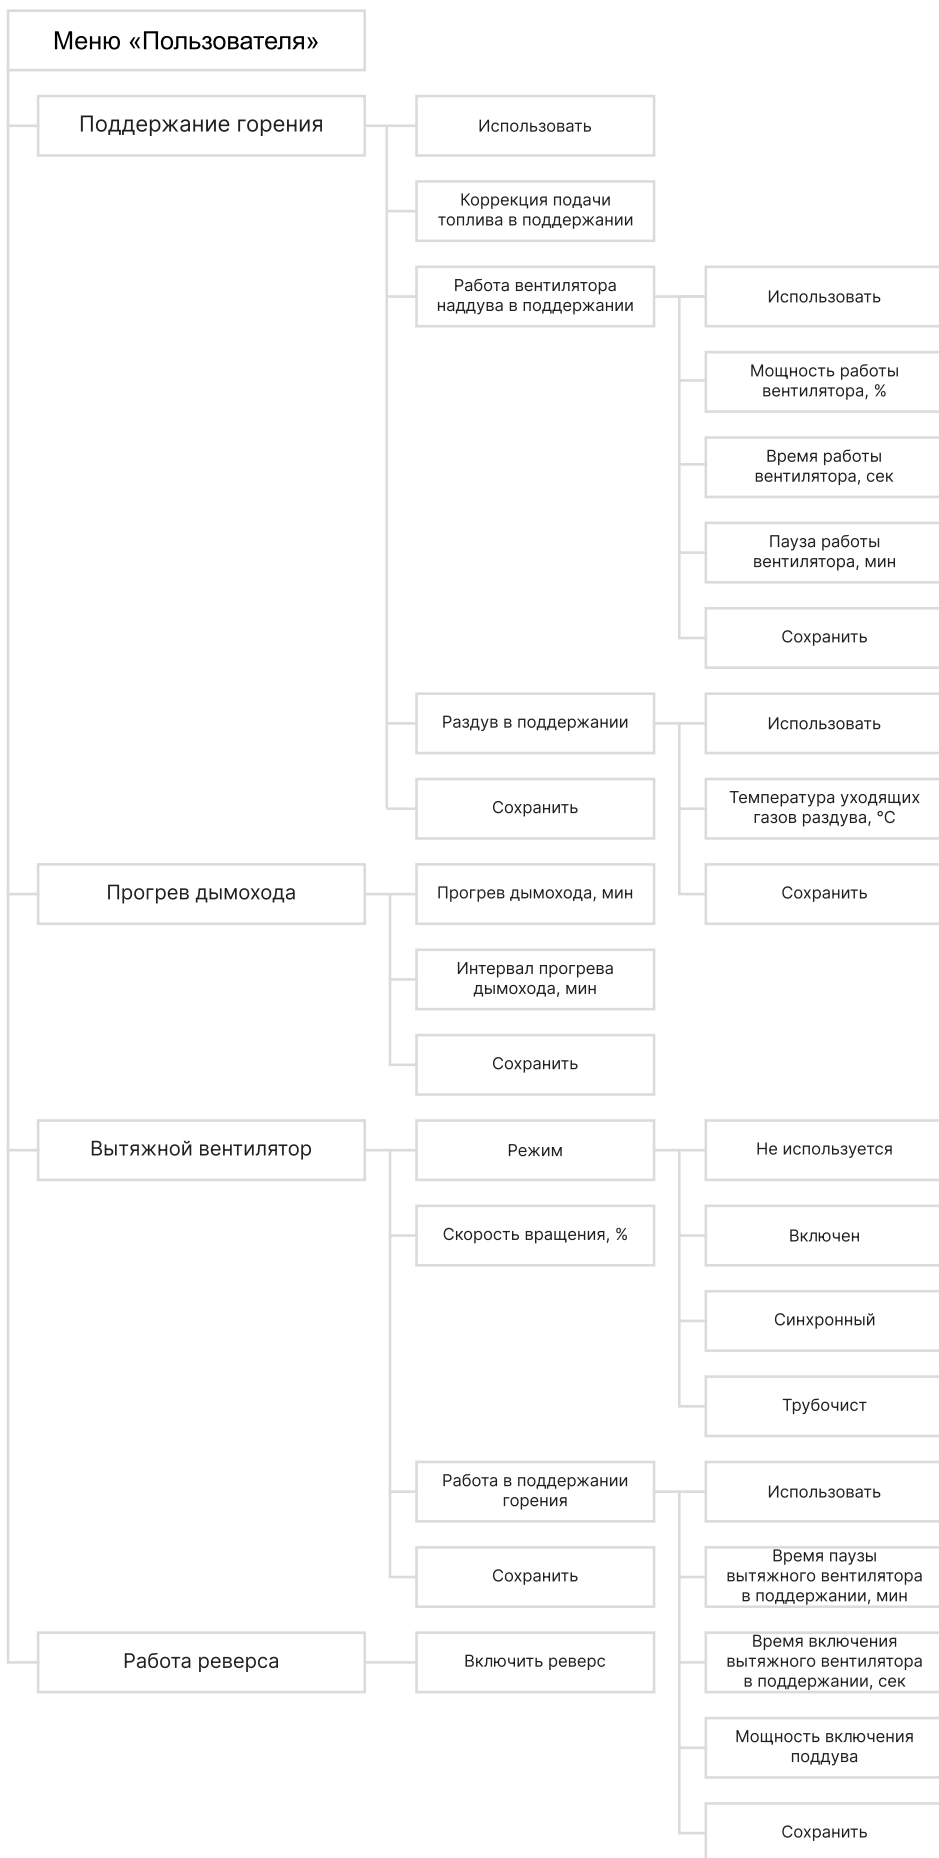 Меню «Пользователя»
Поддержание горения
Использовать
Коррекция подачи
топлива в поддержании
Работа вентилятора
наддува в поддержании
Использовать
Мощность работы
вентилятора, %
Время работы
вентилятора, сек
Пауза работы
вентилятора, мин
Сохранить
Раздув в поддержании
Использовать
Температура уходящих
газов раздува, °C
Сохранить
Сохранить
Прогрев дымохода
Прогрев дымохода, мин
Интервал прогрева
дымохода, мин
Сохранить
Вытяжной вентилятор
Режим
Не используется
Включен
Синхронный
Трубочист
Скорость вращения, %
Работа в поддержании
горения
Использовать
Время паузы
вытяжного вентилятора
в поддержании, мин
Время включения
вытяжного вентилятора
в поддержании, сек
Мощность включения
поддува
Сохранить
Сохранить
Работа реверса
Включить реверс